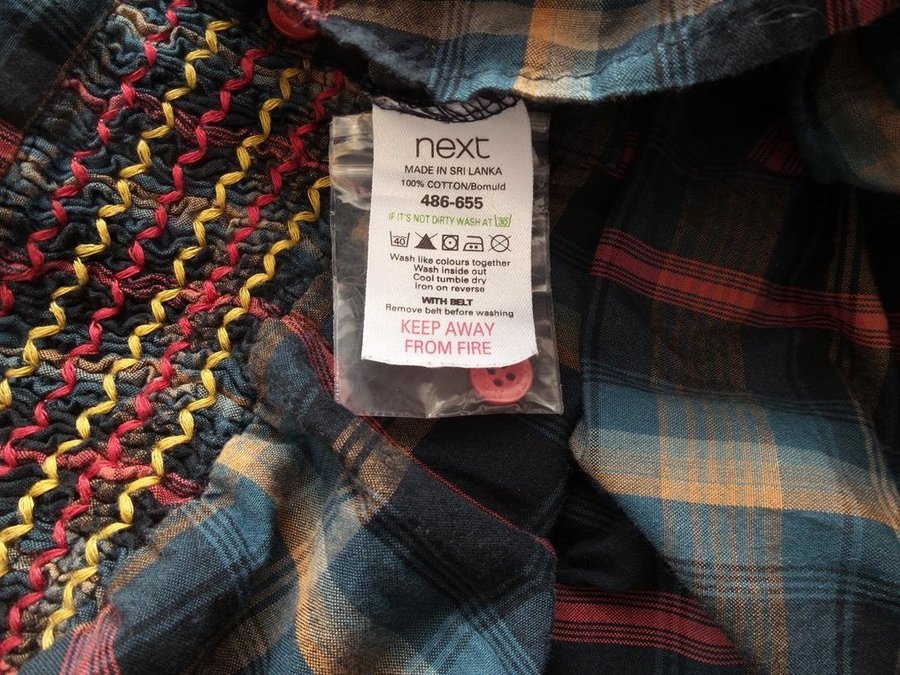 next
MADE IN SRI LANKA
100% COTTON/Bomuld
486-655
IF IT'S NOT DIRTY WASH AT 30
40
Wash like colours together
Wash inside out
Cool tumble dry
Iron on reverse
WITH BELT
Remove belt before washing
KEEP AWAY
FROM FIRE